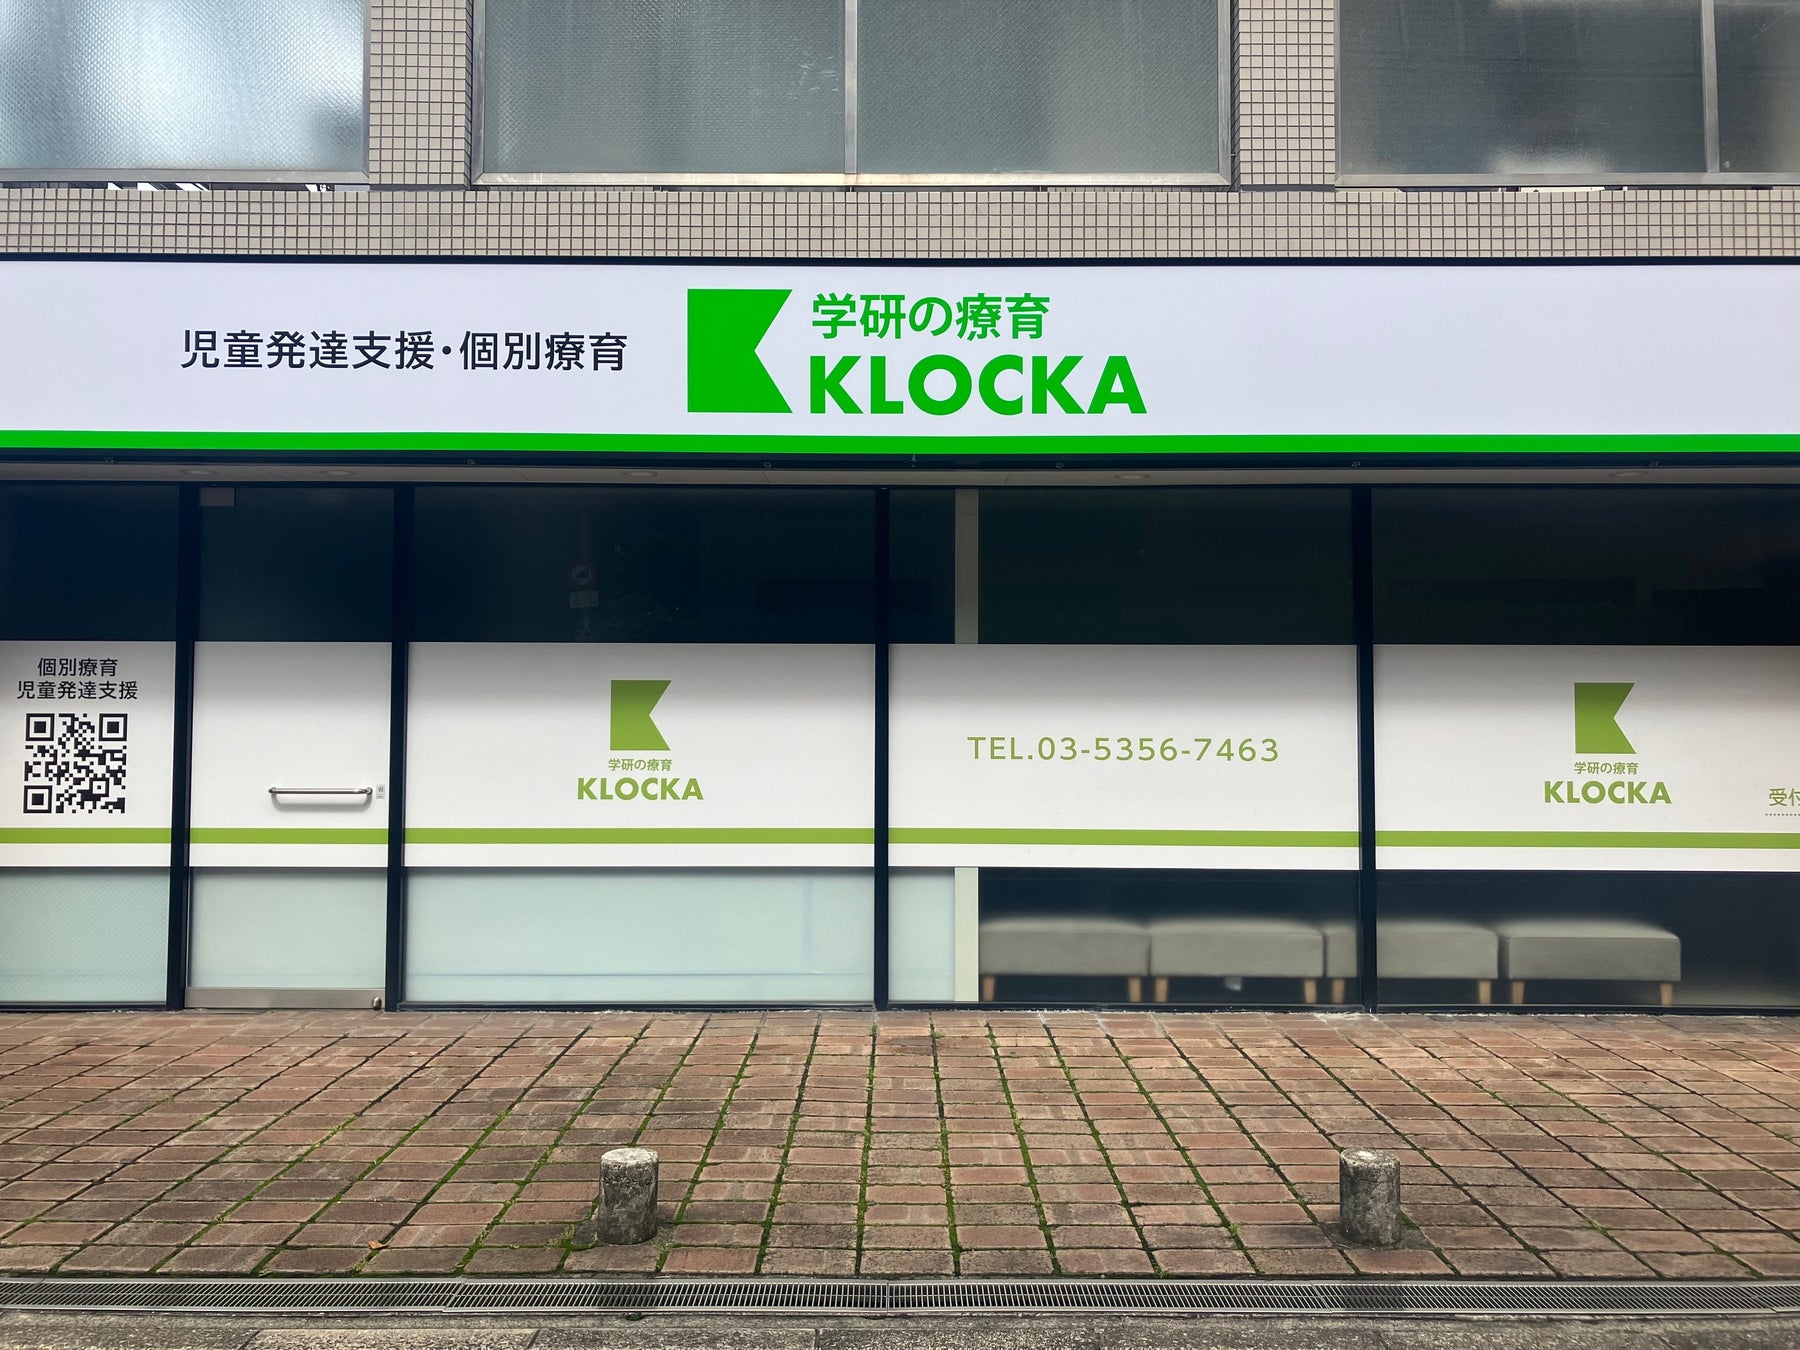 児童発達支援・個別療育
学研の療育
KLOCKA
個別療育
児童発達支援
学研の療育
KLOCKA
TEL.03-5356-7463
学研の療育
KLOCKA
受付